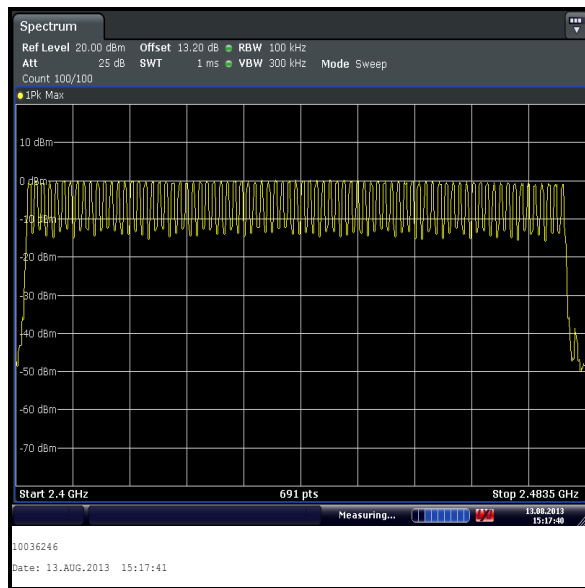 Spectrum
Ref Level 20.00 dBm Offset 13.20 dB RBW 100 kHz
Att 25 dB SWT 1 ms VBW 300 kHz Mode Sweep
Count 100/100
1Pk Max
10 dBm
0 dBm
-10 dBm
-20 dBm
-30 dBm
-40 dBm
-50 dBm
-60 dBm
-70 dBm
Start 2.4 GHz 691 pts Stop 2.4835 GHz
Measuring... 13.08.2013
15:17:40
10036246
Date: 13.AUG.2013 15:17:41